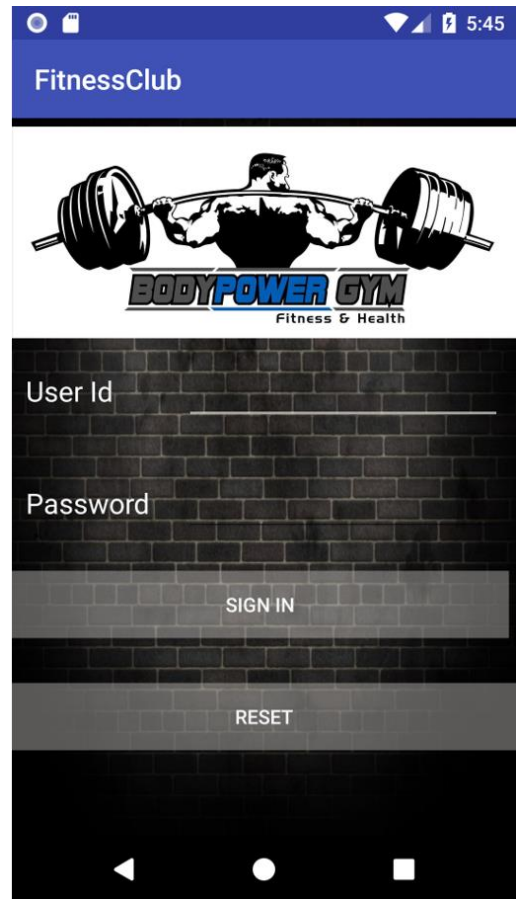 5:45
FitnessClub
BODYPOWER GYM
Fitness & Health
User Id
Password
SIGN IN
RESET